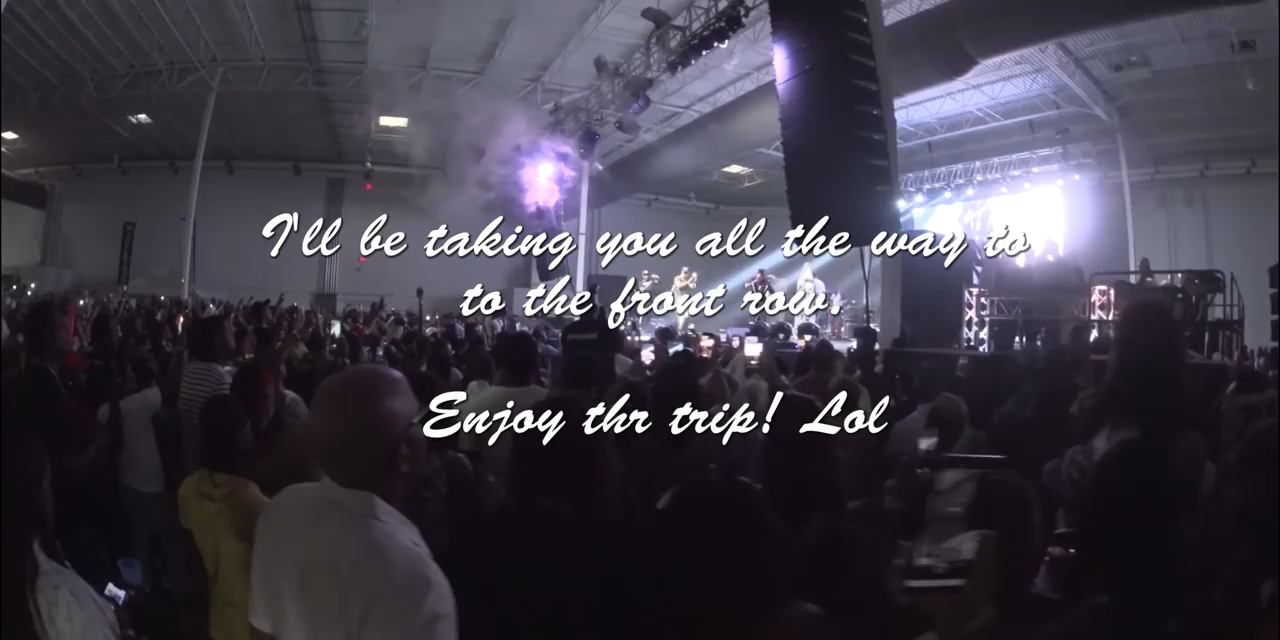 I'll be taking you all the way to
to the front row.
Enjoy thr trip! Lol